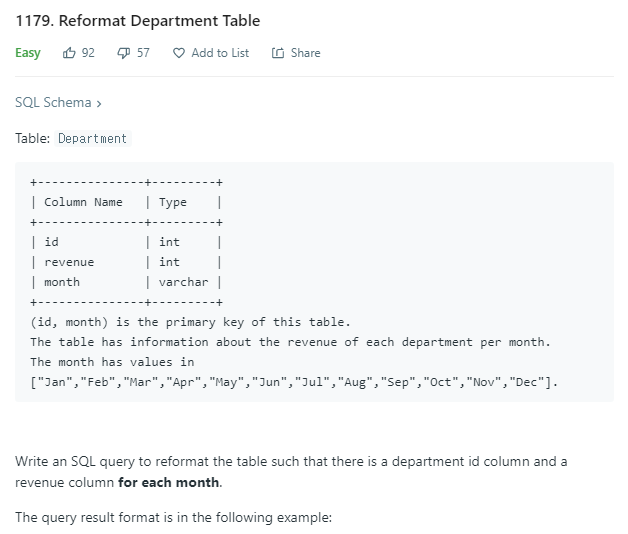 1179. Reformat Department Table
Easy 92 57 Add to List Share
SQL Schema >
Table: Department
+---------------+---------+
| Column Name   | Type    |
+---------------+---------+
| id            | int     |
| revenue       | int     |
| month         | varchar |
+---------------+---------+
(id, month) is the primary key of this table.
The table has information about the revenue of each department per month.
The month has values in
["Jan","Feb","Mar","Apr","May","Jun","Jul","Aug","Sep","Oct","Nov","Dec"].
Write an SQL query to reformat the table such that there is a department id column and a
revenue column for each month.
The query result format is in the following example: